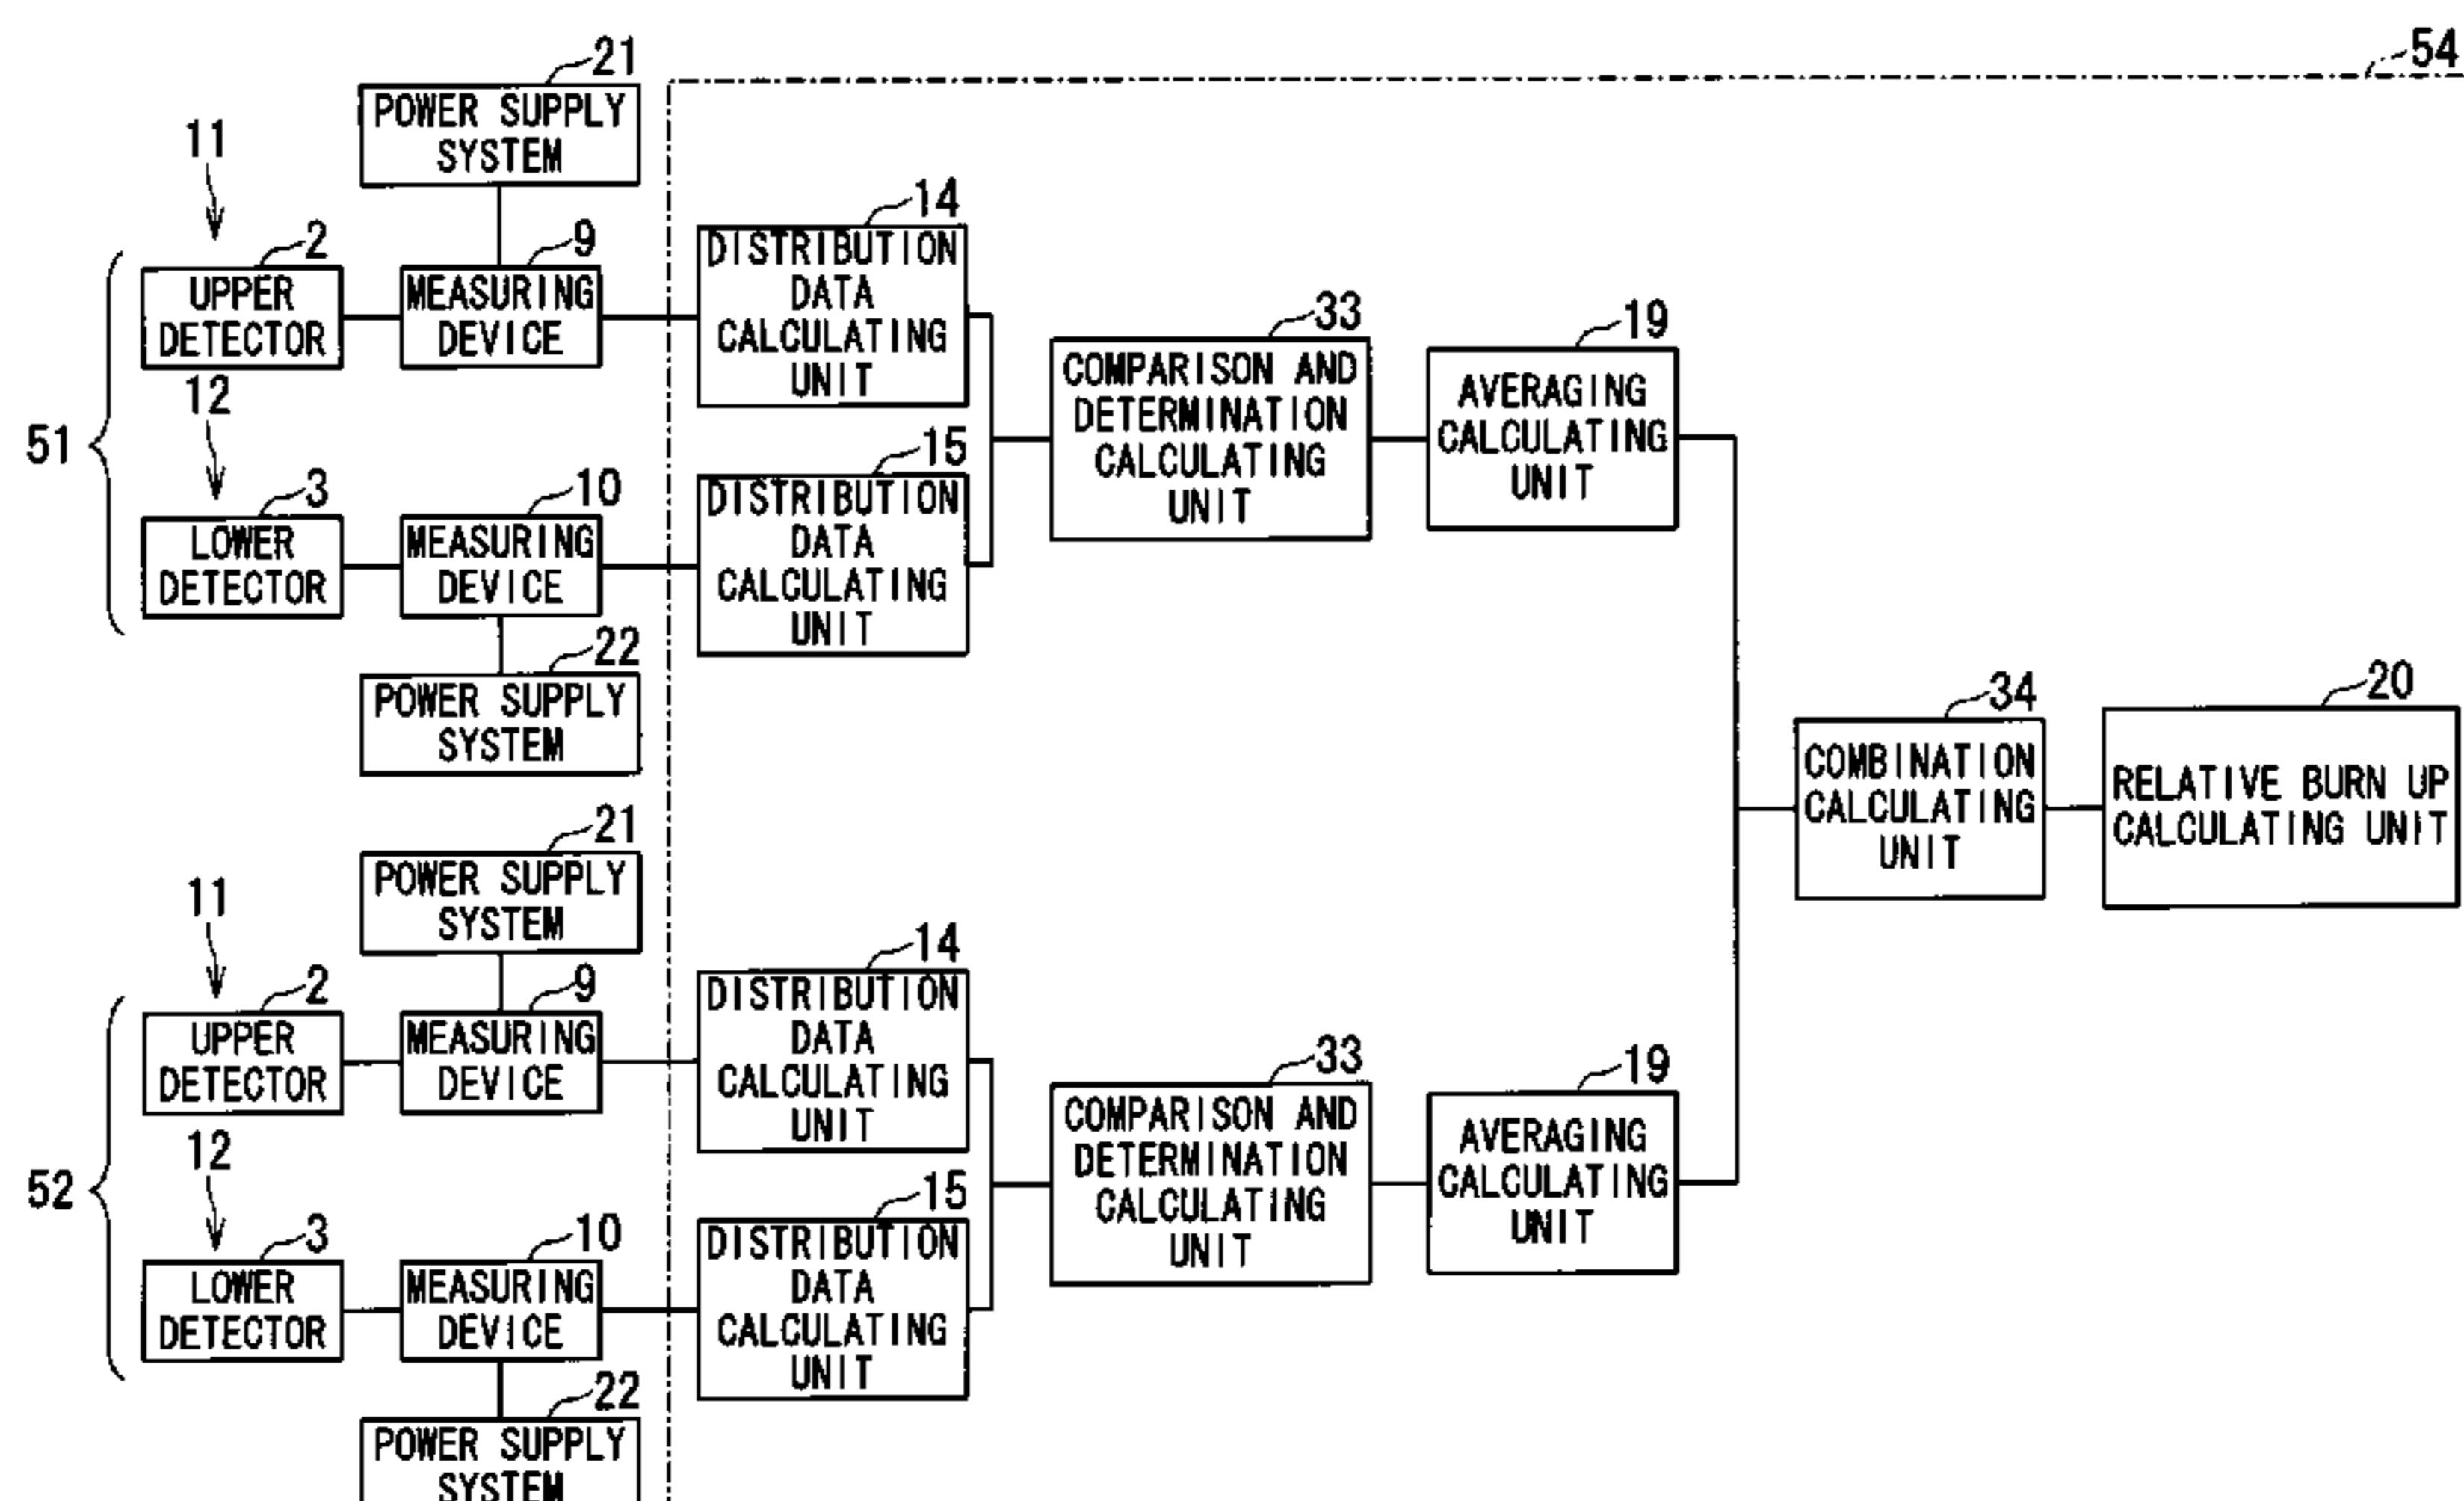 54
21
POWER SUPPLY
SYSTEM
11
14
2
9
UPPER
DETECTOR
MEASURING
DEVICE
DISTRIBUTION
DATA
CALCULATING
UNIT
33
COMPARISON AND
DETERMINATION
CALCULATING
UNIT
19
AVERAGING
CALCULATING
UNIT
12
51
15
3
10
LOWER
DETECTOR
MEASURING
DEVICE
DISTRIBUTION
DATA
CALCULATING
UNIT
22
POWER SUPPLY
SYSTEM
34
COMBINATION
CALCULATING
UNIT
20
RELATIVE BURN UP
CALCULATING UNIT
21
POWER SUPPLY
SYSTEM
11
14
2
9
UPPER
DETECTOR
MEASURING
DEVICE
DISTRIBUTION
DATA
CALCULATING
UNIT
33
COMPARISON AND
DETERMINATION
CALCULATING
UNIT
19
AVERAGING
CALCULATING
UNIT
12
52
15
3
10
LOWER
DETECTOR
MEASURING
DEVICE
DISTRIBUTION
DATA
CALCULATING
UNIT
22
POWER SUPPLY
SYSTEM